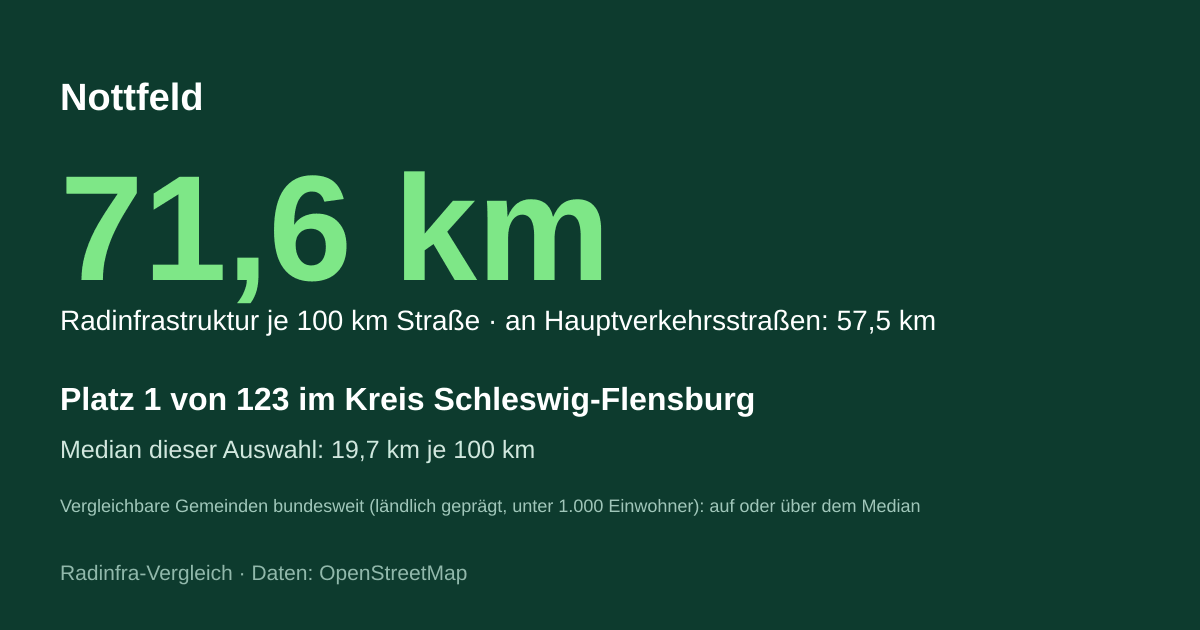 Nottfeld
71,6 km
Radinfrastruktur je 100 km Straße · an Hauptverkehrsstraßen: 57,5 km
Platz 1 von 123 im Kreis Schleswig-Flensburg
Median dieser Auswahl: 19,7 km je 100 km
Vergleichbare Gemeinden bundesweit (ländlich geprägt, unter 1.000 Einwohner): auf oder über dem Median
Radinfra-Vergleich · Daten: OpenStreetMap